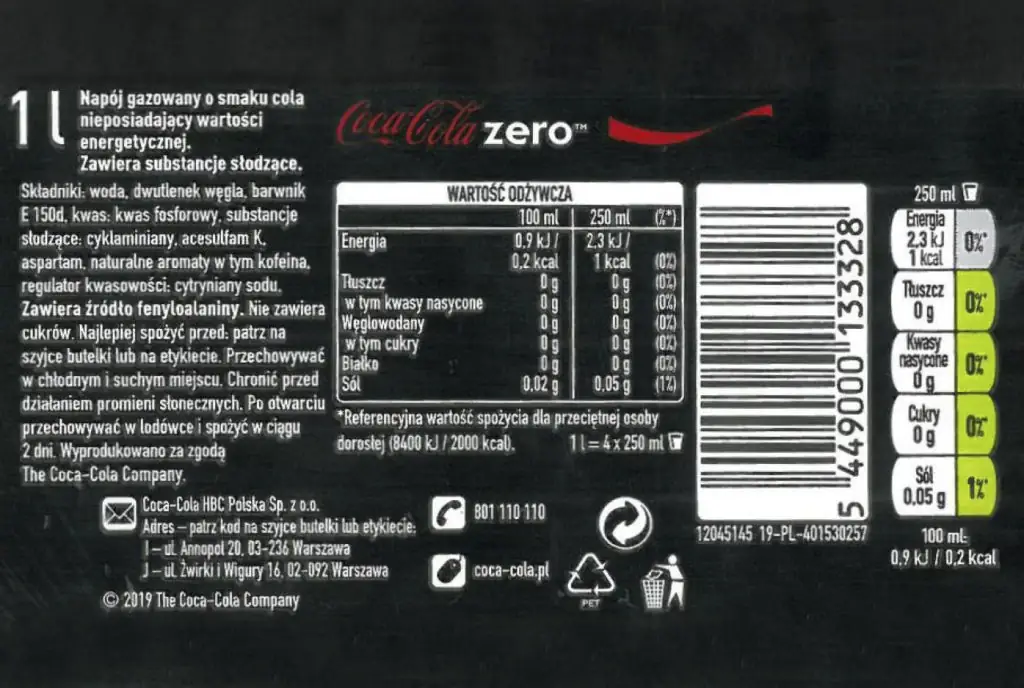 1 l
Napój gazowany o smaku cola
nieposiadający wartości
energetycznej.
Zawiera substancje słodzące.
Składniki: woda, dwutlenek węgla, barwnik
E 150d, kwas: kwas fosforowy, substancje
słodzące: cyklaminiany, acesulfam K,
aspartam, naturalne aromaty w tym kofeina,
regulator kwasowości: cytryniany sodu.
Zawiera źródło fenyloalaniny. Nie zawiera
cukrów. Najlepiej spożyć przed: patrz na
szyjce butelki lub na etykiecie. Przechowywać
w chłodnym i suchym miejscu. Chronić przed
działaniem promieni słonecznych. Po otwarciu
przechowywać w lodówce i spożyć w ciągu
2 dni. Wyprodukowano za zgodą
The Coca-Cola Company.
Coca-Cola zero™
WARTOŚĆ ODŻYWCZA
100 ml 250 ml (%*)
Energia 0.9 kJ / 2,3 kJ /
0,2 kcal 1 kcal (0%)
Tłuszcz 0 g 0 g (0%)
w tym kwasy nasycone 0 g 0 g (0%)
Węglowodany 0 g 0 g (0%)
w tym cukry 0 g 0 g (0%)
Białko 0 g 0 g (0%)
Sól 0,02 g 0,05 g (1%)
*Referencyjna wartość spożycia dla przeciętnej osoby
dorosłej (8400 kJ / 2000 kcal). 1 l = 4 x 250 ml
5 449000 133328
12045145 19-PL-401530257
250 ml
Energia
2,3 kJ
1 kcal
0%*
Tłuszcz
0 g
0%*
Kwasy
nasycone
0 g
0%*
Cukry
0 g
0%*
Sól
0,05 g
1%*
100 ml:
0,9 kJ / 0,2 kcal
Coca-Cola HBC Polska Sp. z o.o.
Adres – patrz kod na szyjce butelki lub etykiecie:
I – ul. Annopol 20, 03-236 Warszawa
J – ul. Żwirki i Wigury 16, 02-092 Warszawa
© 2019 The Coca-Cola Company
801 110 110
coca-cola.pl
PET